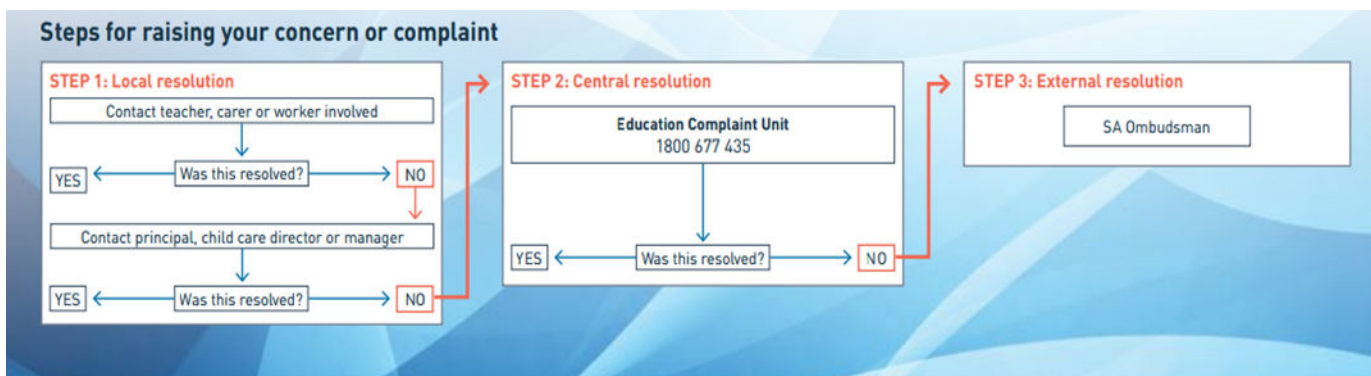 Steps for raising your concern or complaint
STEP 1: Local resolution
Contact teacher, carer or worker involved
Was this resolved?
YES
NO
Contact principal, child care director or manager
YES
Was this resolved?
NO
STEP 2: Central resolution
Education Complaint Unit
1800 677 435
YES
Was this resolved?
NO
STEP 3: External resolution
SA Ombudsman